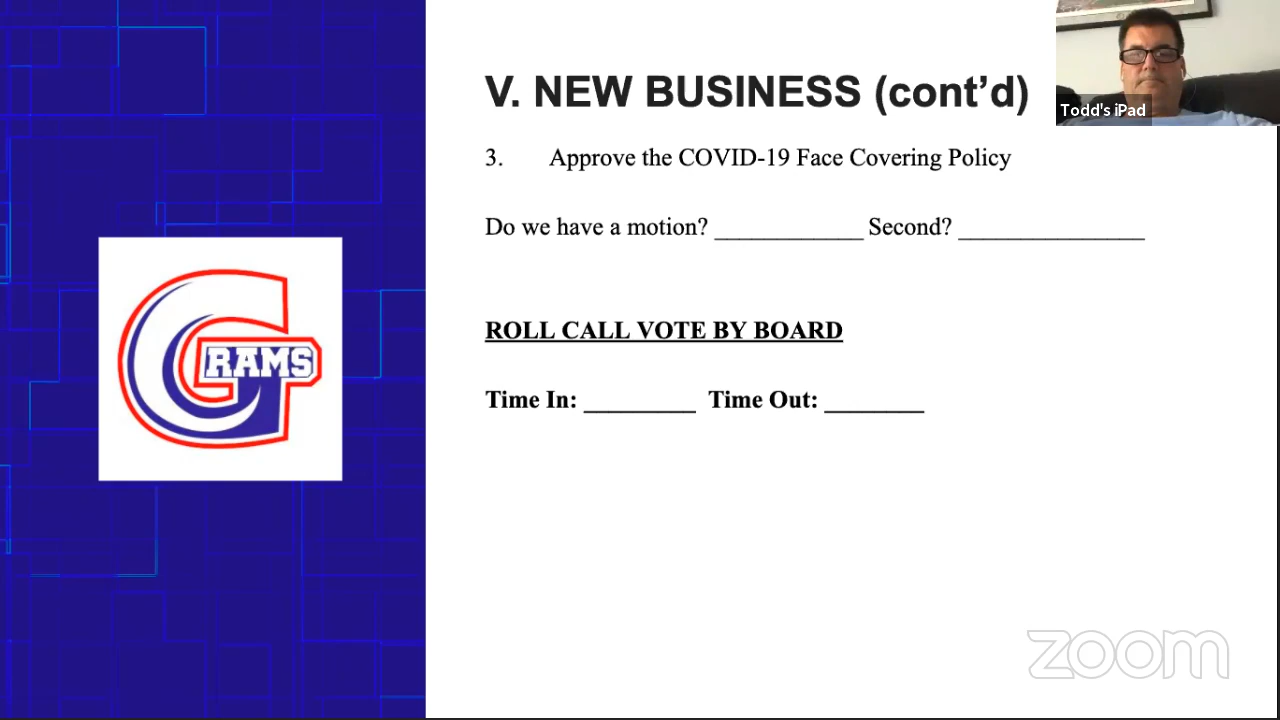 V. NEW BUSINESS (cont’d)
Todd's iPad
3. Approve the COVID-19 Face Covering Policy
Do we have a motion? ____________ Second? _______________
ROLL CALL VOTE BY BOARD
RAMS
Time In: _________ Time Out: ________
zoom